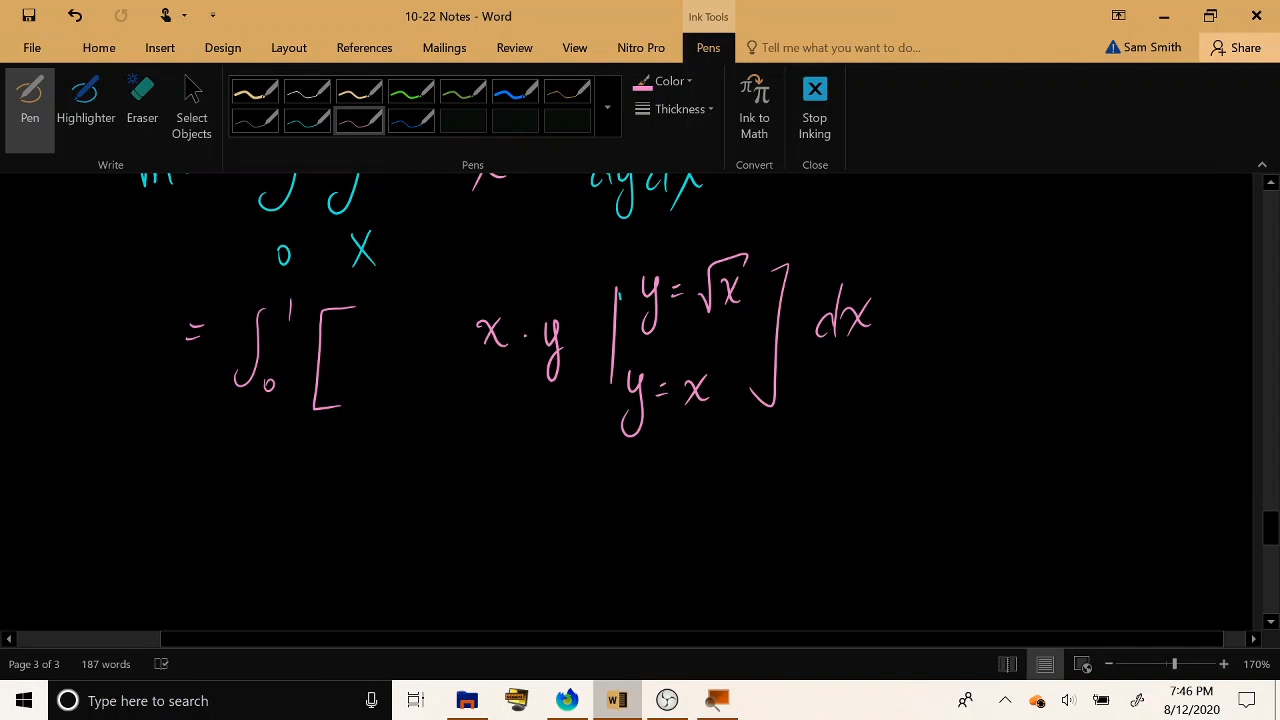 10-22 Notes - Word
Ink Tools
File Home Insert Design Layout References Mailings Review View Nitro Pro Pens Tell me what you want to do... Sam Smith Share
Pen Highlighter Eraser Select Objects Color Thickness Ink to Math Stop Inking
Write Pens Convert Close
m x dy dx
0 x
= ∫₀¹ [ x · y | y = √x y = x ] dx
Page 3 of 3 187 words 170%
Type here to search 7:46 PM
8/12/2020